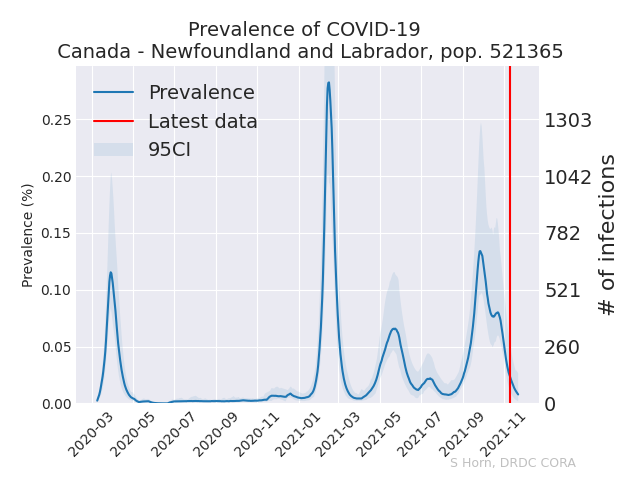 Prevalence of COVID-19
Canada - Newfoundland and Labrador, pop. 521365
Prevalence
Latest data
95CI
Prevalence (%)
0.25
0.20
0.15
0.10
0.05
0.00
1303
1042
782
521
260
0
# of infections
2020-03
2020-05
2020-07
2020-09
2020-11
2021-01
2021-03
2021-05
2021-07
2021-09
2021-11
S Horn, DRDC CORA